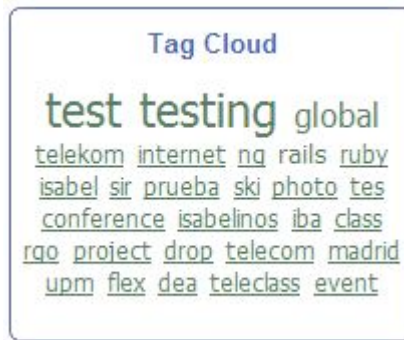 Tag Cloud
test testing global
telekom internet ng rails ruby
isabel sir prueba ski photo tes
conference isabelinos iba class
rgo project drop telecom madrid
upm flex dea teleclass event